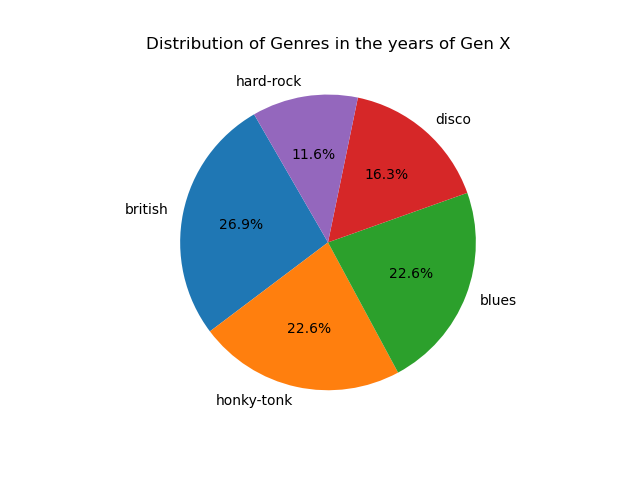 Distribution of Genres in the years of Gen X
hard-rock
disco
11.6%
16.3%
british
26.9%
22.6%
blues
22.6%
honky-tonk